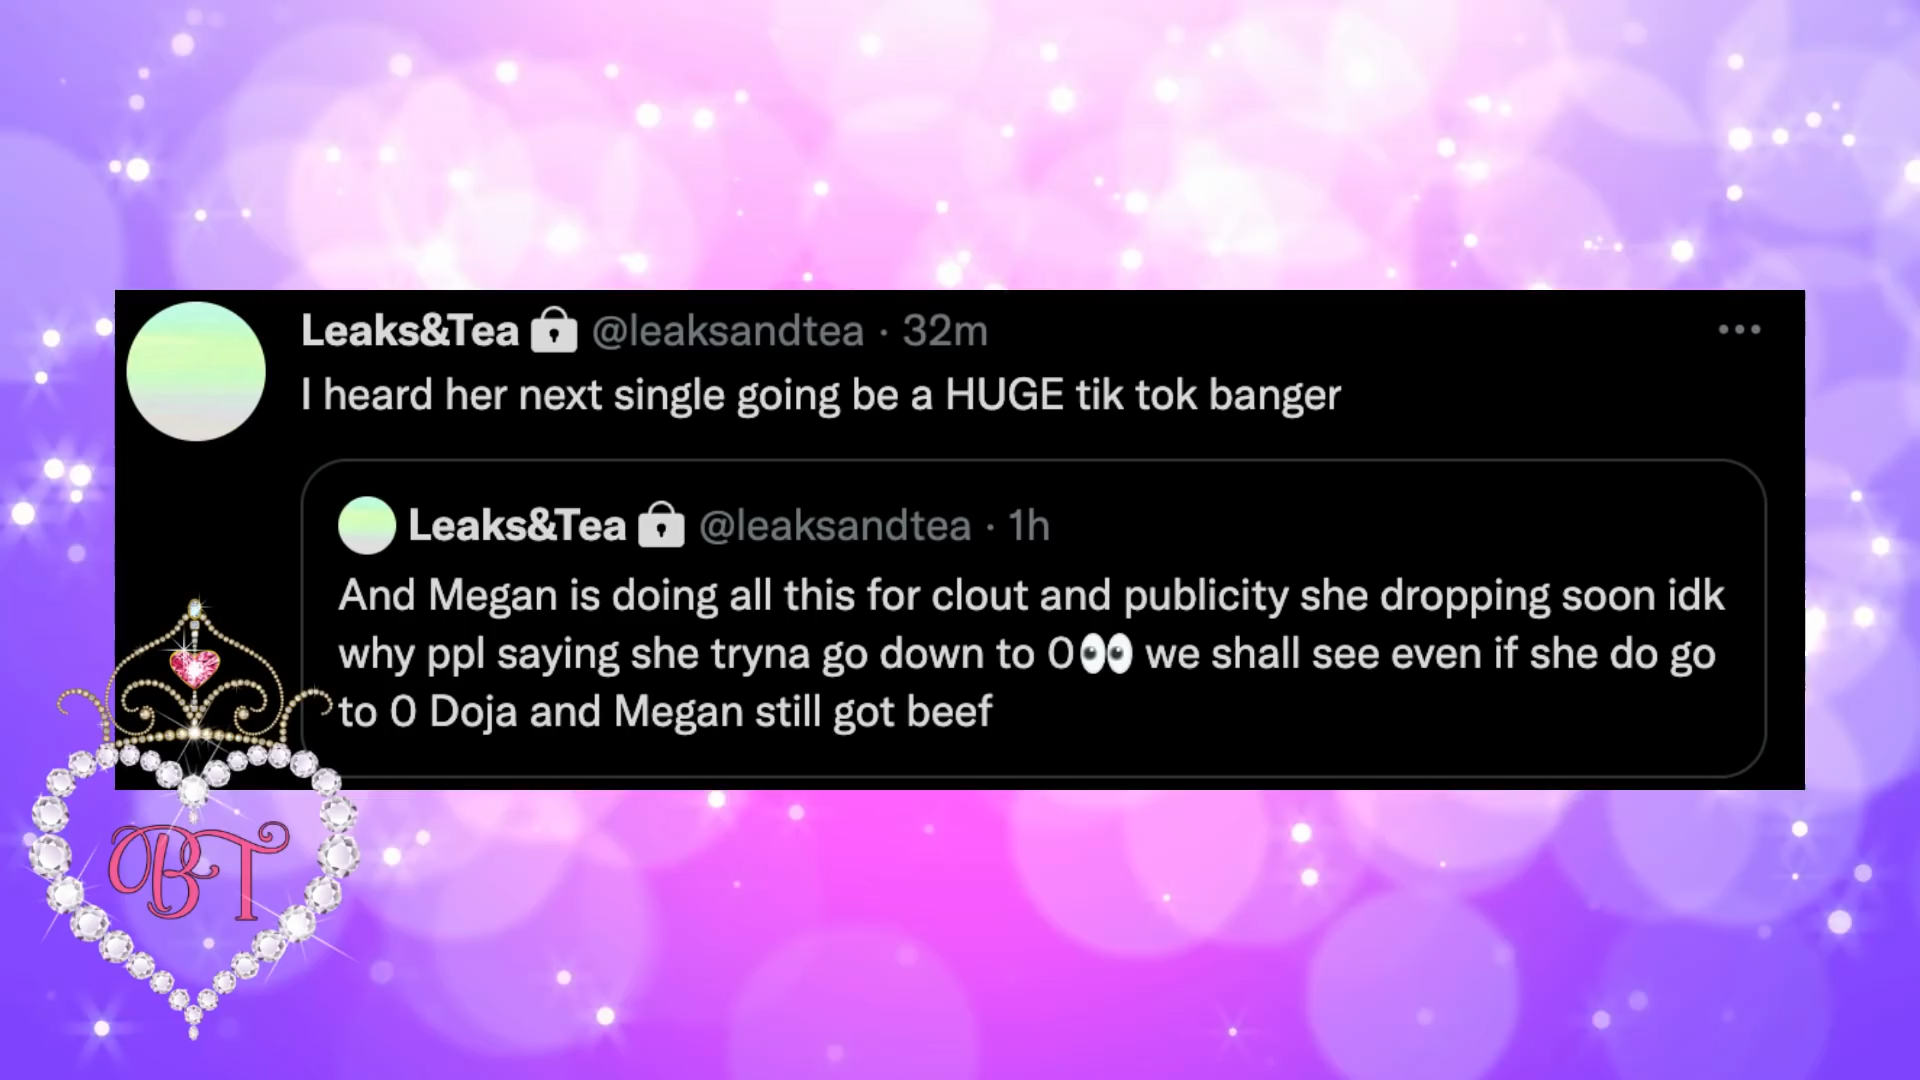 Leaks&Tea @leaksandtea · 32m
I heard her next single going be a HUGE tik tok banger
Leaks&Tea @leaksandtea · 1h
And Megan is doing all this for clout and publicity she dropping soon idk
why ppl saying she tryna go down to 0👀 we shall see even if she do go
to 0 Doja and Megan still got beef
BT